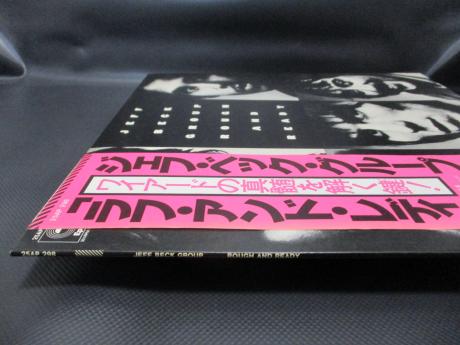 JEFF
BECK
GROUP
ROUGH
AND
READY
ジェフ・ベック・グループ
ワイアードの真髄を解く鍵!
「ラフ・アンド・レディ
25AP 298 JEFF BECK GROUP ROUGH AND READY